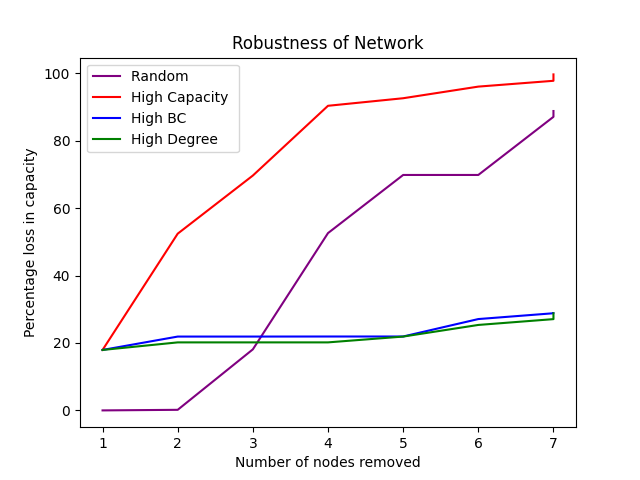 Robustness of Network
Random
High Capacity
High BC
High Degree
Percentage loss in capacity
100
80
60
40
20
0
1 2 3 4 5 6 7
Number of nodes removed